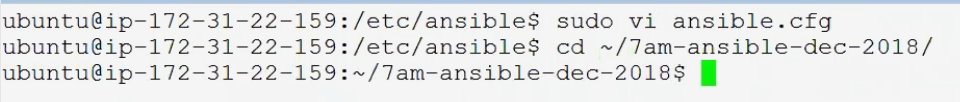 ubuntu@ip-172-31-22-159:/etc/ansible$ sudo vi ansible.cfg
ubuntu@ip-172-31-22-159:/etc/ansible$ cd ~/7am-ansible-dec-2018/
ubuntu@ip-172-31-22-159:~/7am-ansible-dec-2018$